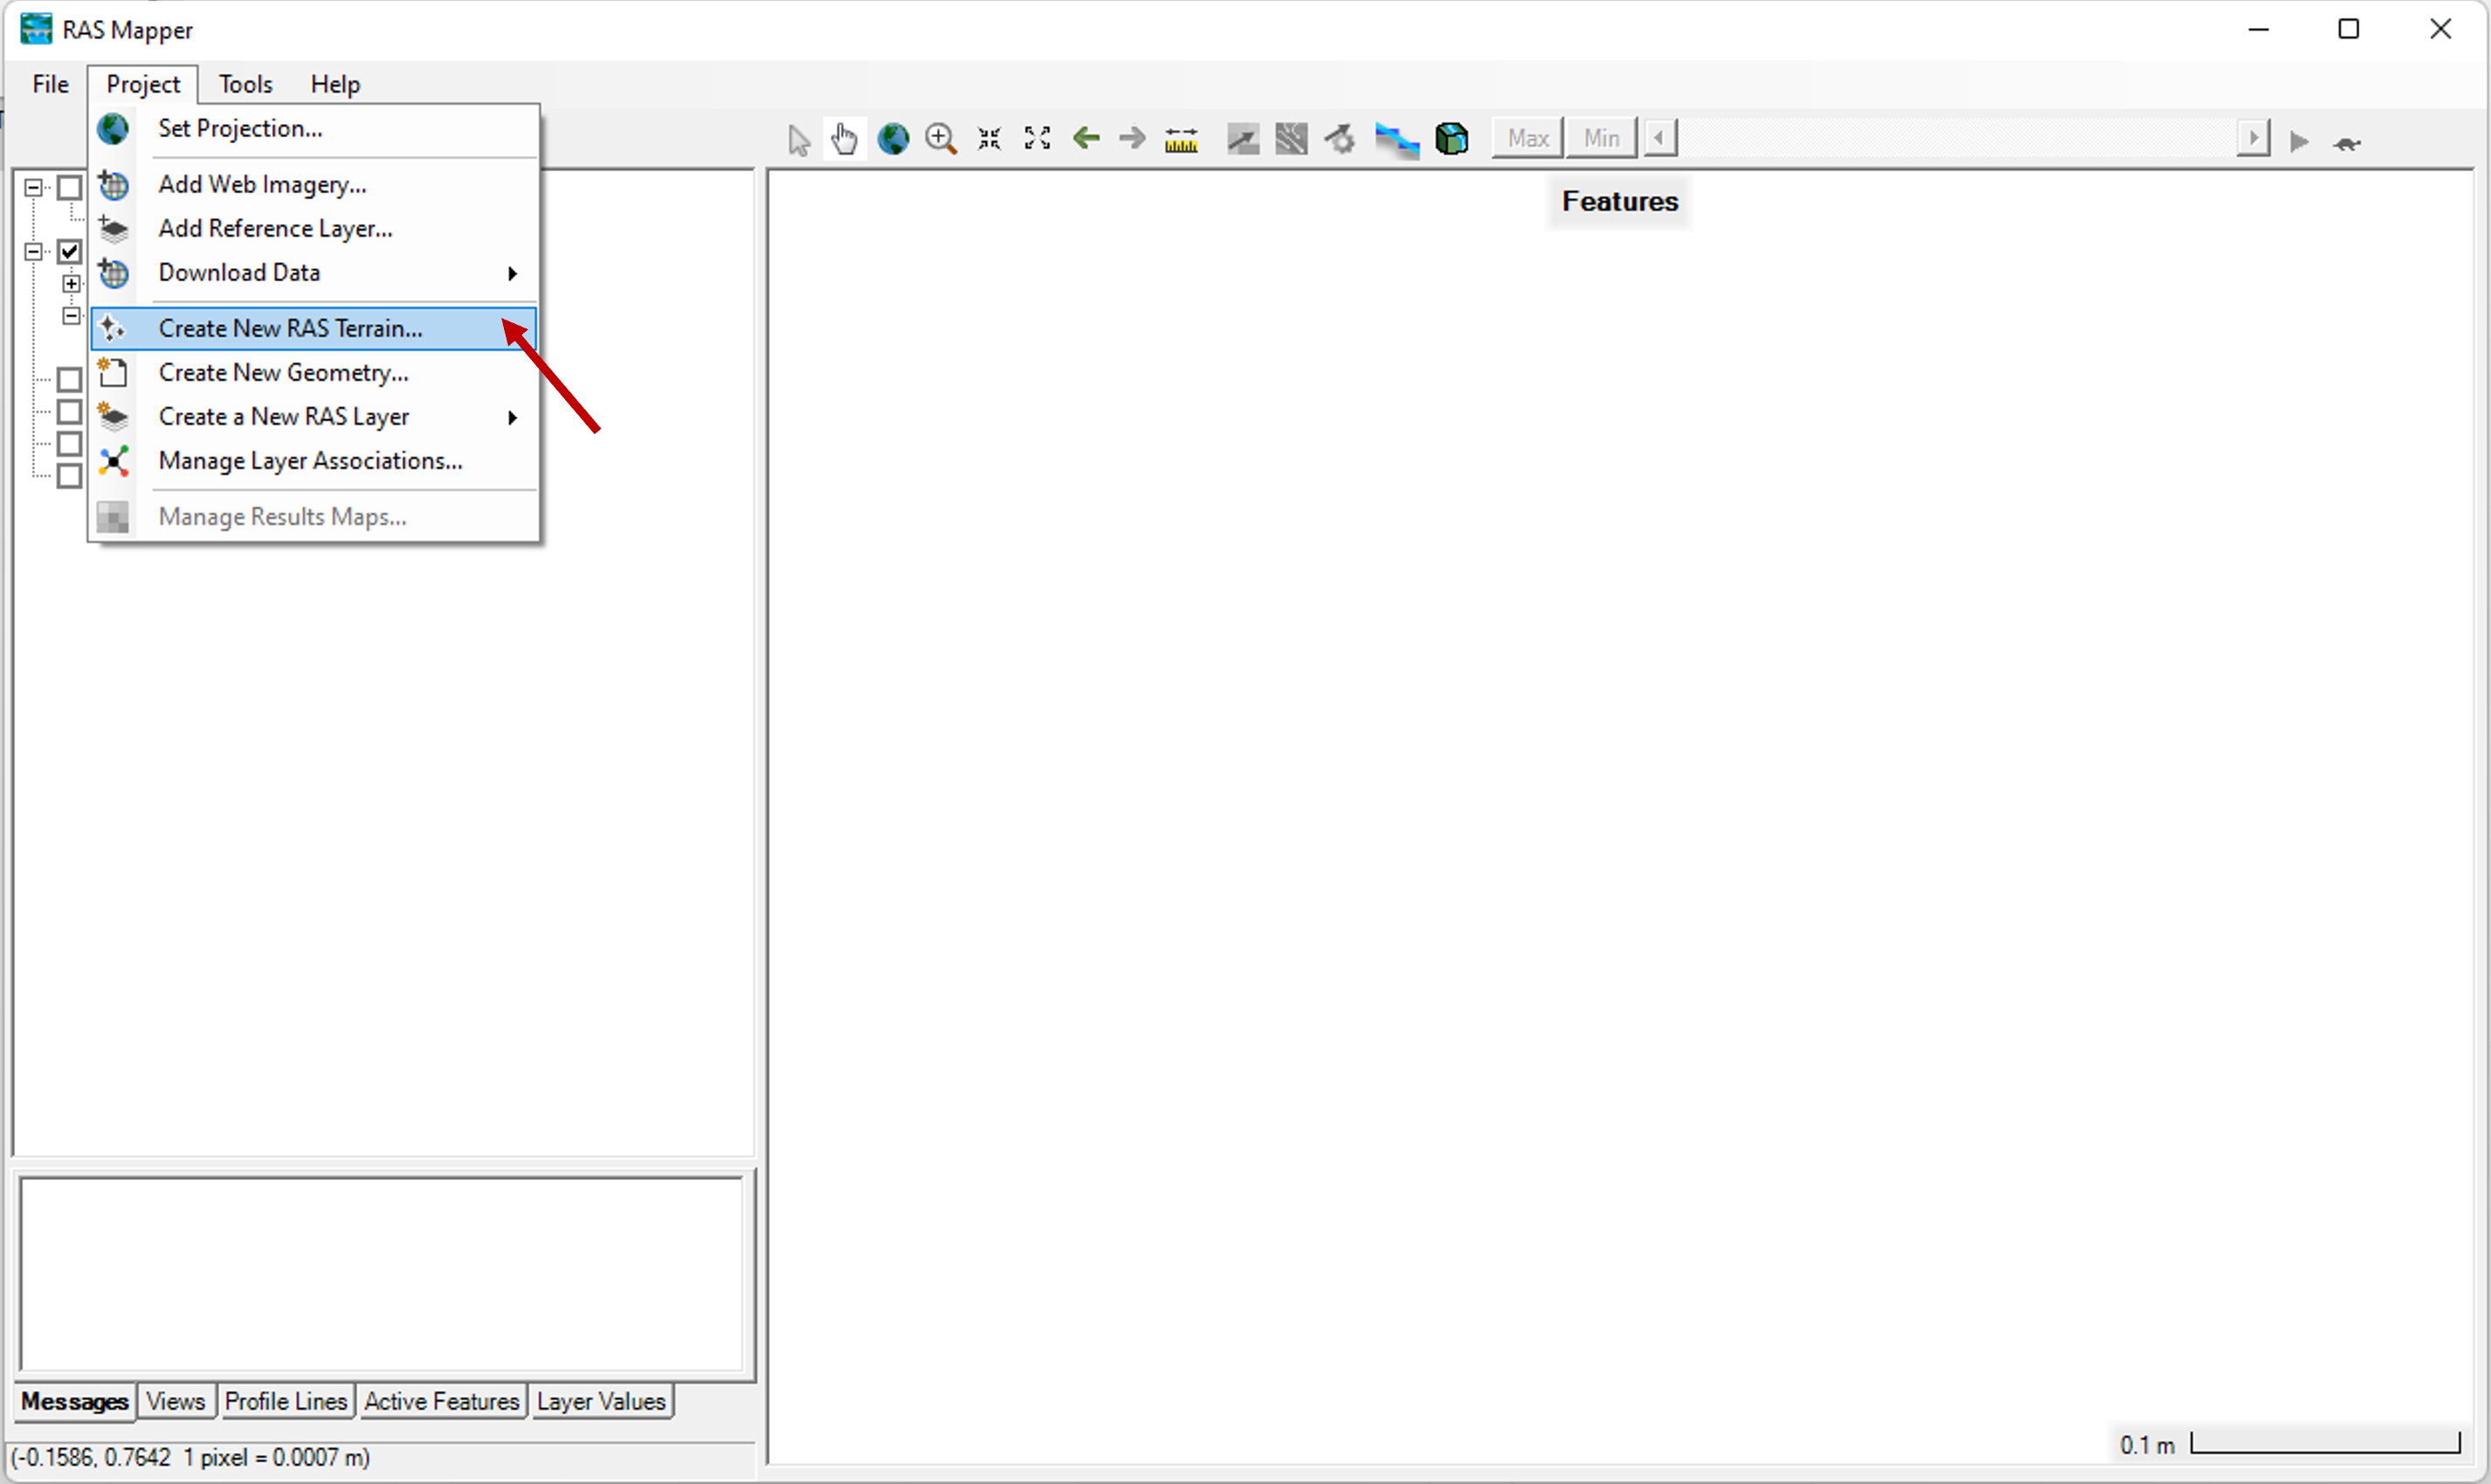 RAS Mapper
File Project Tools Help
Set Projection...
Add Web Imagery...
Add Reference Layer...
Download Data
Create New RAS Terrain...
Create New Geometry...
Create a New RAS Layer
Manage Layer Associations...
Manage Results Maps...
Max Min
Features
Messages Views Profile Lines Active Features Layer Values
(-0.1586, 0.7642 1 pixel = 0.0007 m)
0.1 m